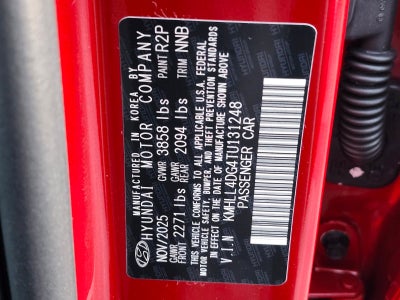 MANUFACTURED IN KOREA BY
HYUNDAI MOTOR COMPANY
NOV/2025 GVWR 3858 lbs PAINT R2P
GAWR FRONT 2271 lbs GAWR REAR 2094 lbs TRIM NNB
THIS VEHICLE CONFORMS TO ALL APPLICABLE U.S.A. FEDERAL
MOTOR VEHICLE SAFETY, BUMPER, AND THEFT PREVENTION STANDARDS
IN EFFECT ON THE DATE OF MANUFACTURE SHOWN ABOVE.
V.I.N KMHLL4DG4TU131248
PASSENGER CAR